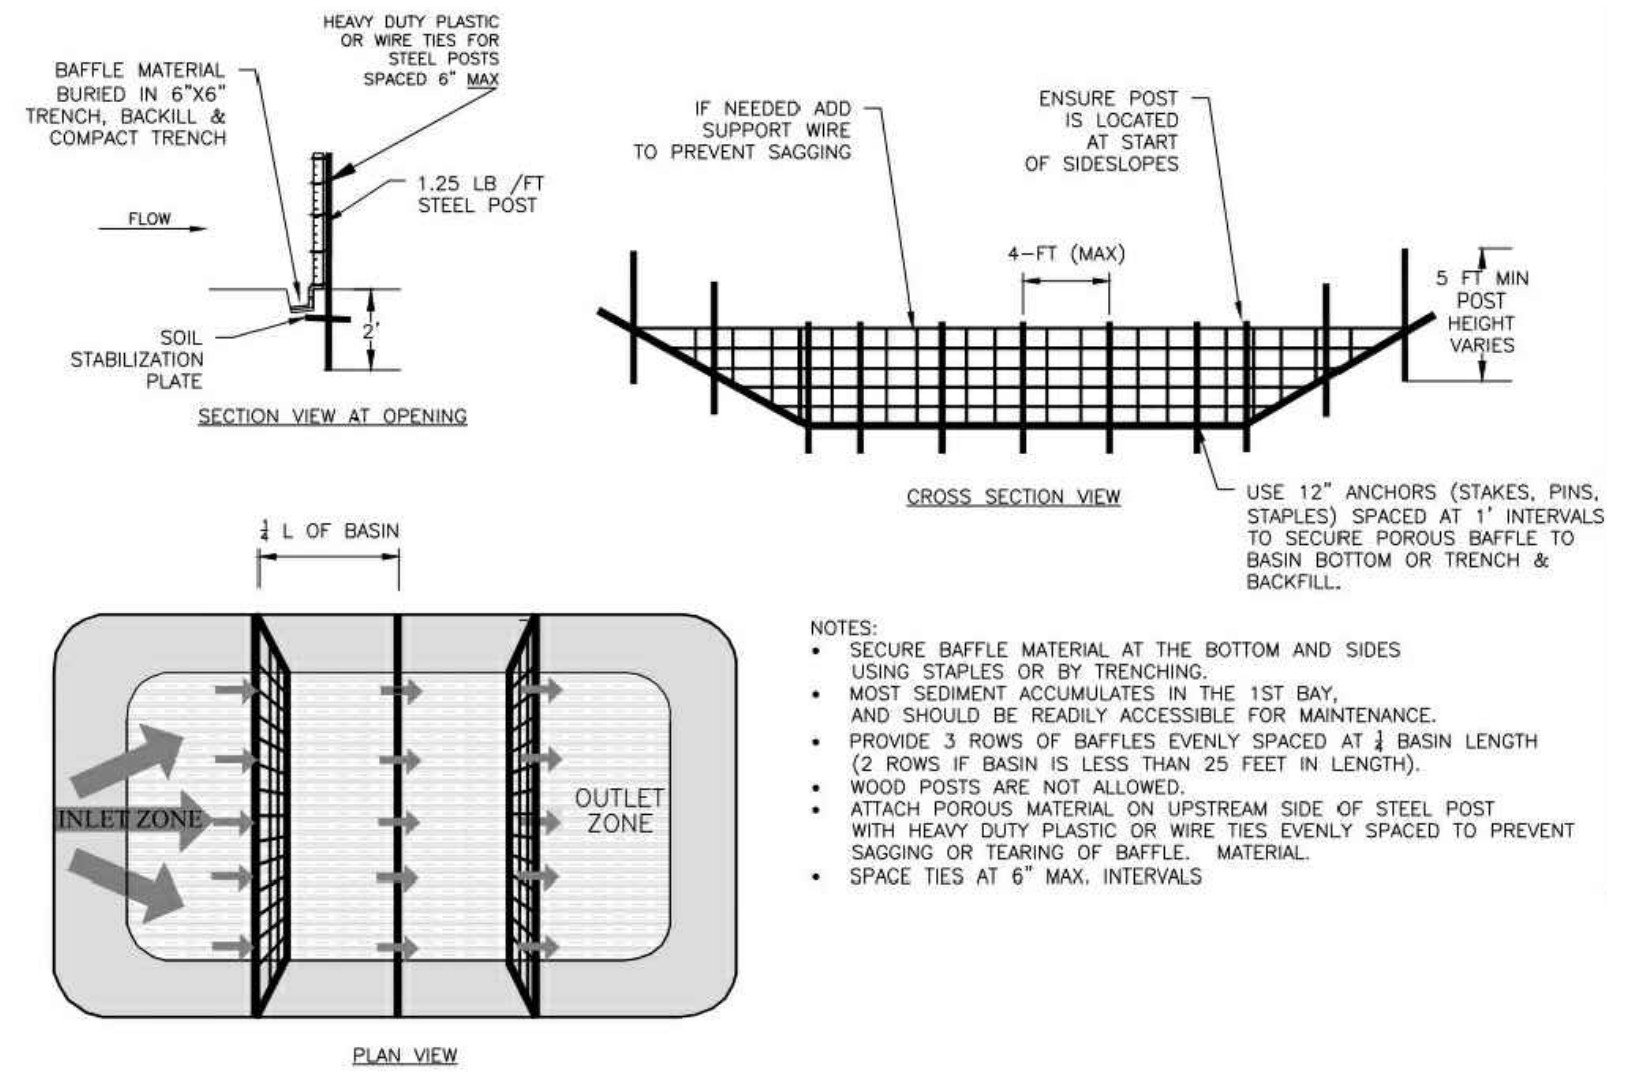 HEAVY DUTY PLASTIC
OR WIRE TIES FOR
STEEL POSTS
SPACED 6" MAX
BAFFLE MATERIAL
BURIED IN 6"X6"
TRENCH, BACKILL &
COMPACT TRENCH
1.25 LB /FT
STEEL POST
FLOW
2'
SOIL
STABILIZATION
PLATE
SECTION VIEW AT OPENING
IF NEEDED ADD
SUPPORT WIRE
TO PREVENT SAGGING
ENSURE POST
IS LOCATED
AT START
OF SIDESLOPES
4-FT (MAX)
5 FT MIN
POST
HEIGHT
VARIES
CROSS SECTION VIEW
USE 12" ANCHORS (STAKES, PINS,
STAPLES) SPACED AT 1' INTERVALS
TO SECURE POROUS BAFFLE TO
BASIN BOTTOM OR TRENCH &
BACKFILL.
¼ L OF BASIN
INLET ZONE
OUTLET
ZONE
PLAN VIEW
NOTES:
• SECURE BAFFLE MATERIAL AT THE BOTTOM AND SIDES
USING STAPLES OR BY TRENCHING.
• MOST SEDIMENT ACCUMULATES IN THE 1ST BAY,
AND SHOULD BE READILY ACCESSIBLE FOR MAINTENANCE.
• PROVIDE 3 ROWS OF BAFFLES EVENLY SPACED AT ¼ BASIN LENGTH
(2 ROWS IF BASIN IS LESS THAN 25 FEET IN LENGTH).
• WOOD POSTS ARE NOT ALLOWED.
• ATTACH POROUS MATERIAL ON UPSTREAM SIDE OF STEEL POST
WITH HEAVY DUTY PLASTIC OR WIRE TIES EVENLY SPACED TO PREVENT
SAGGING OR TEARING OF BAFFLE. MATERIAL.
• SPACE TIES AT 6" MAX. INTERVALS